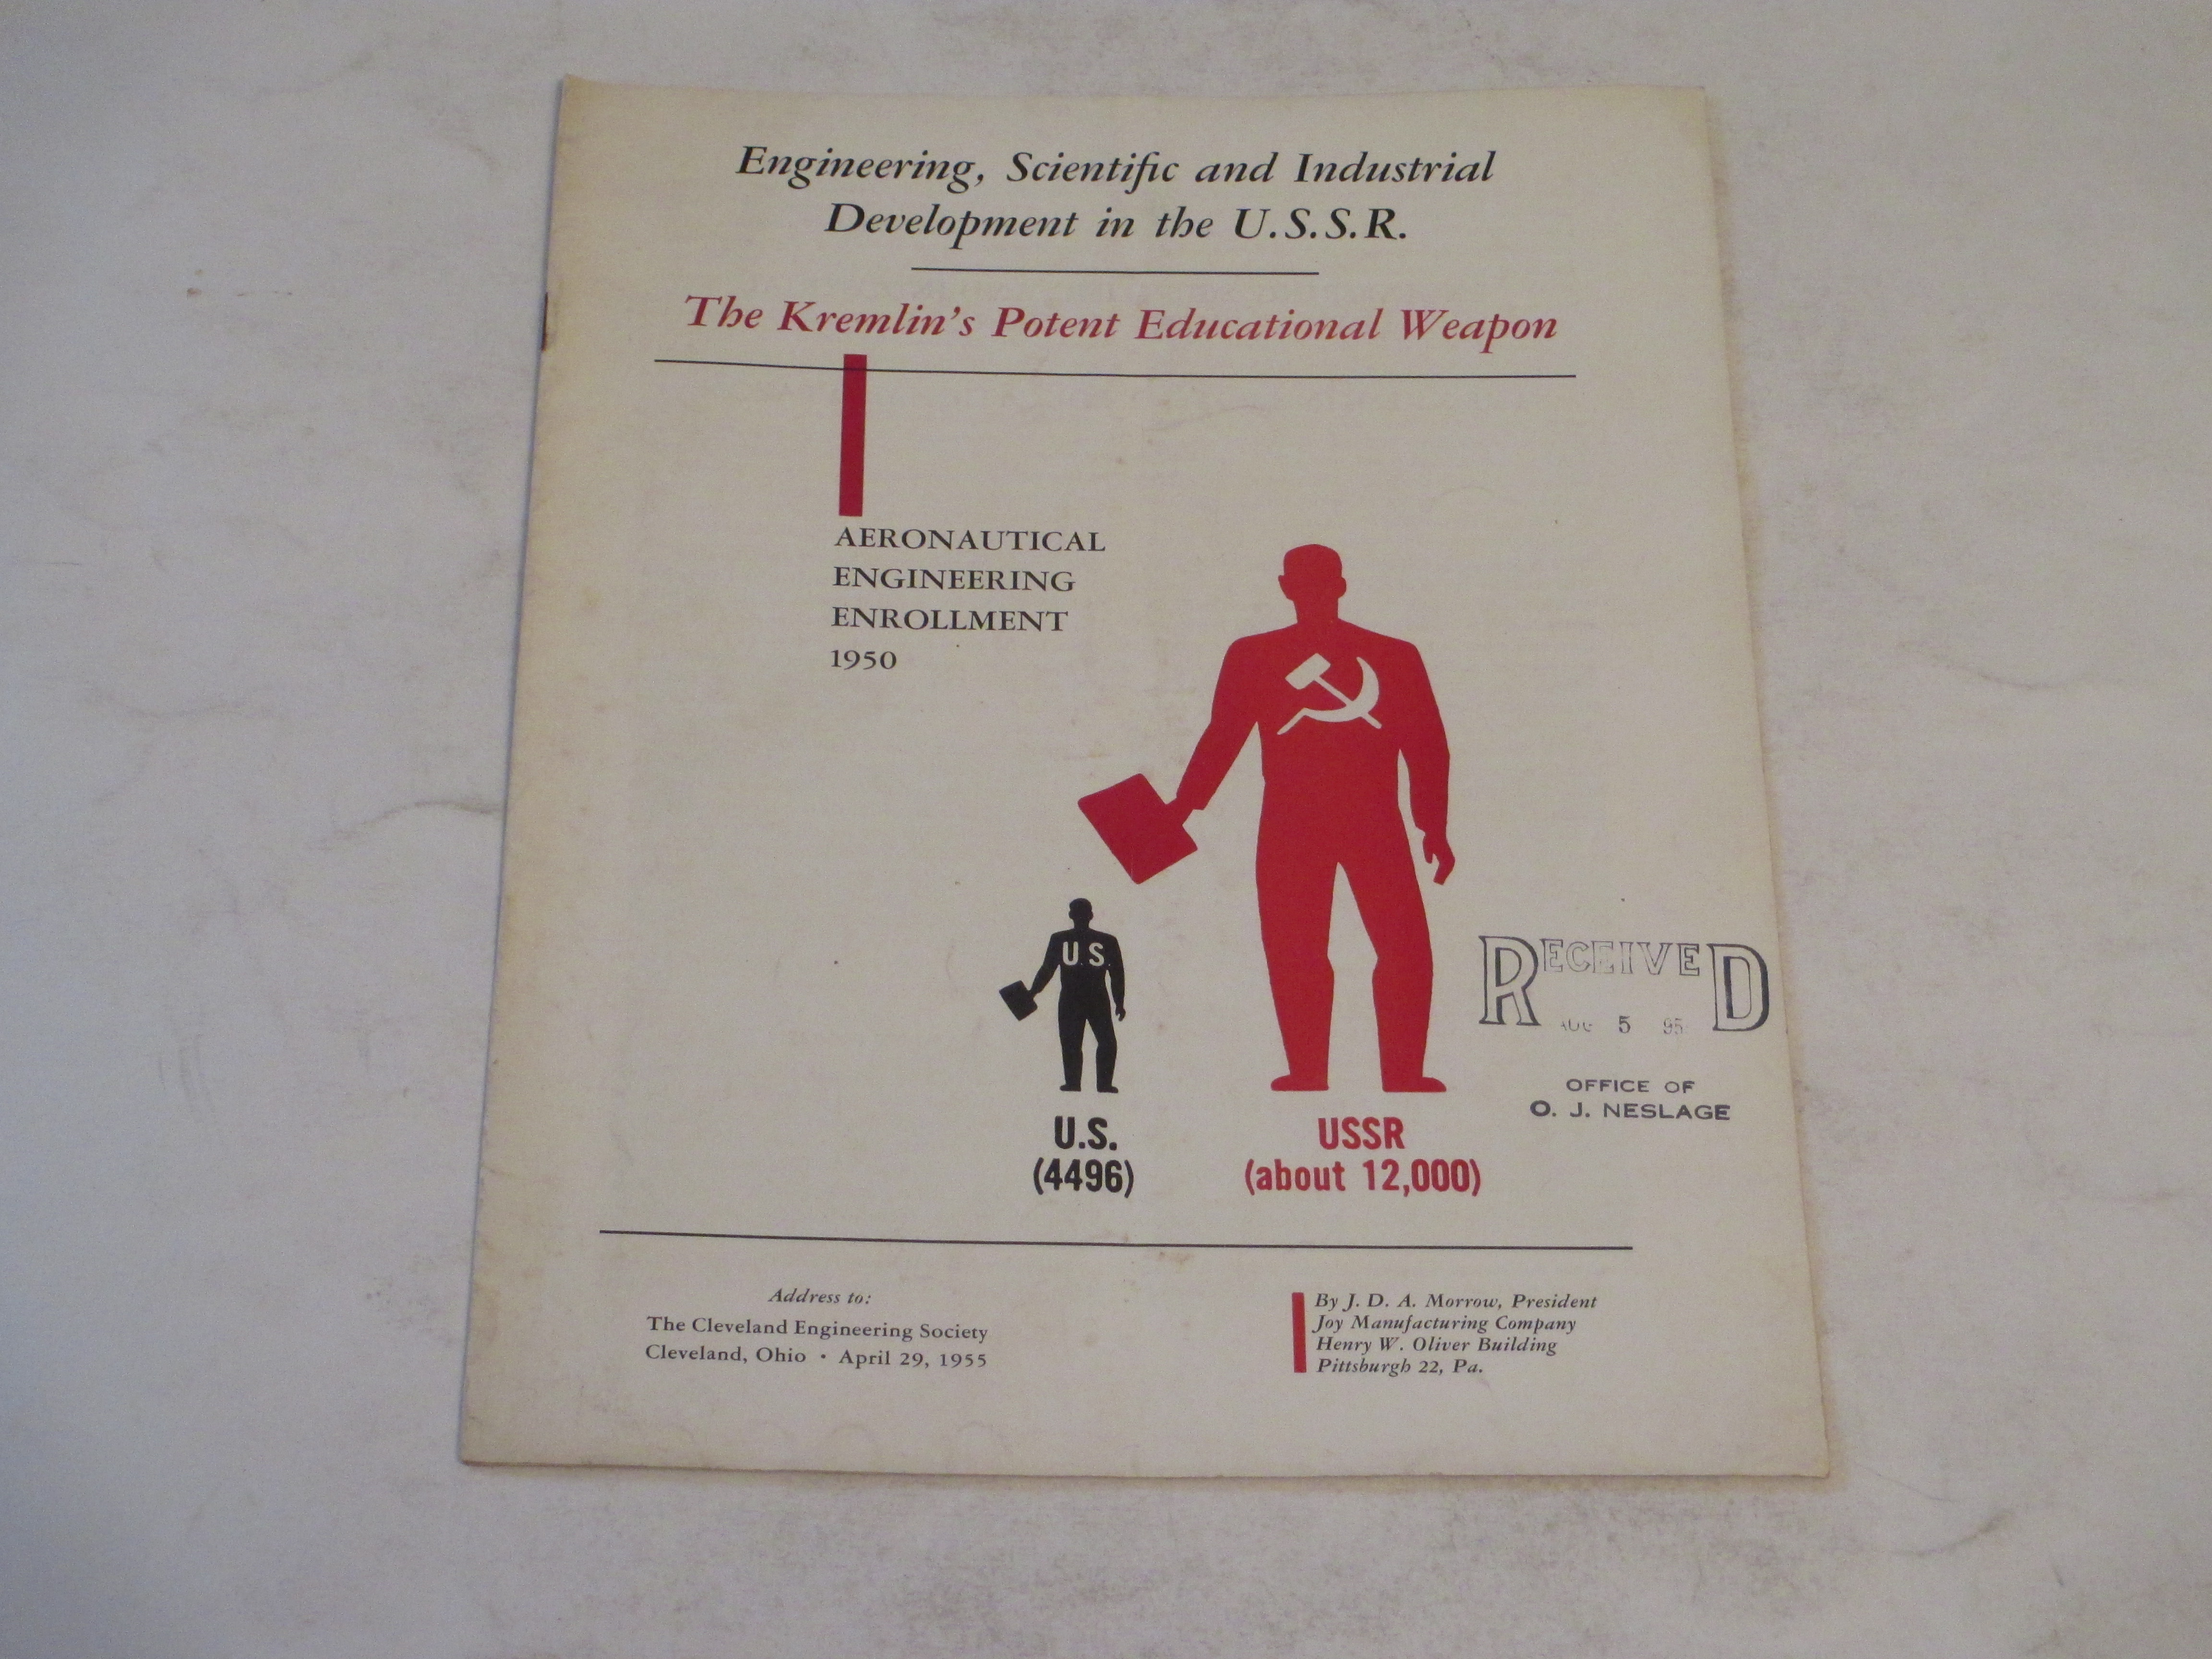 Engineering, Scientific and Industrial
Development in the U.S.S.R.
The Kremlin's Potent Educational Weapon
AERONAUTICAL
ENGINEERING
ENROLLMENT
1950
U.S.
U.S.
(4496)
USSR
(about 12,000)
RECEIVED
AUG 5 95
OFFICE OF
O. J. NESLAGE
Address to:
The Cleveland Engineering Society
Cleveland, Ohio • April 29, 1955
By J. D. A. Morrow, President
Joy Manufacturing Company
Henry W. Oliver Building
Pittsburgh 22, Pa.